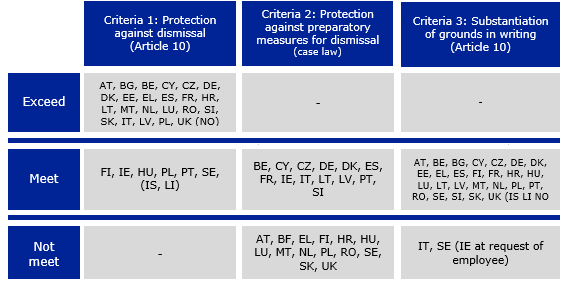 Criteria 1: Protection
against dismissal
(Article 10)
Criteria 2: Protection
against preparatory
measures for dismissal
(case law)
Criteria 3: Substantiation
of grounds in writing
(Article 10)
Exceed
AT, BG, BE, CY, CZ, DE,
DK, EE, EL, ES, FR, HR,
LT, MT, NL, LU, RO, SI,
SK, IT, LV, PL, UK (NO)
-
-
Meet
FI, IE, HU, PL, PT, SE,
(IS, LI)
BE, CY, CZ, DE, DK, ES,
FR, IE, IT, LT, LV, PT,
SI
AT, BE, BG, CY, CZ, DE, DK,
EE, EL, ES, FI, FR, HR, HU,
LU, LT, LV, MT, NL, PL, PT,
RO, SE, SI, SK, UK (IS LI NO
Not
meet
-
AT, BF, EL, FI, HR, HU,
LU, MT, NL, PL, RO, SE,
SK, UK
IT, SE (IE at request of
employee)